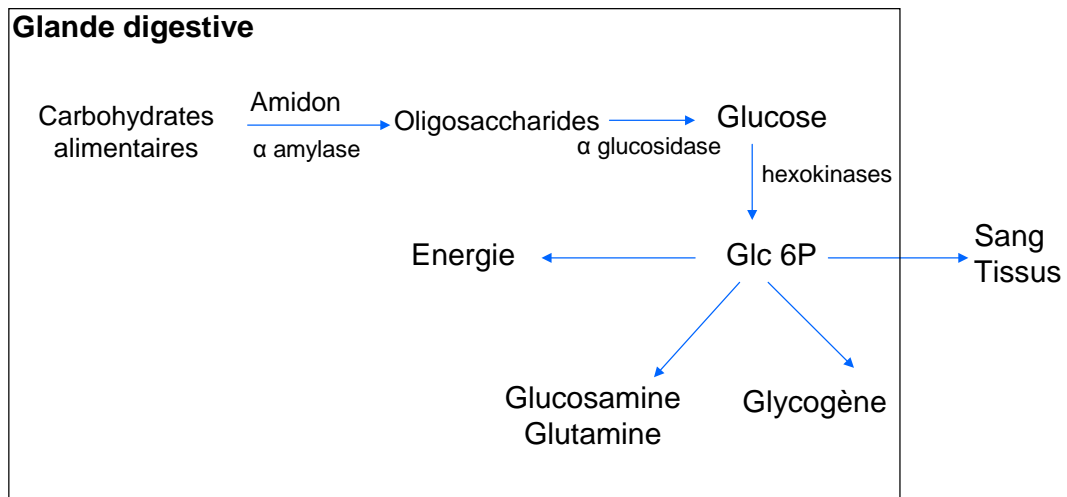 Glande digestive
Carbohydrates
alimentaires
Amidon
α amylase
Oligosaccharides
α glucosidase
Glucose
hexokinases
Energie
Glc 6P
Sang
Tissus
Glucosamine
Glutamine
Glycogène